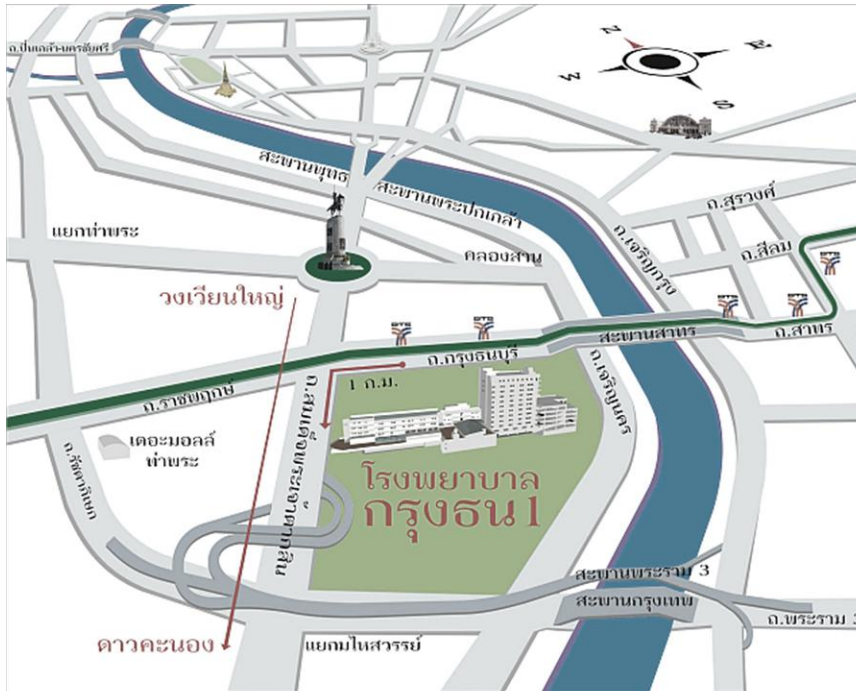 ถ.ปิ่นเกล้า-นครชัยศรี
N
E
W
S
สะพานพุทธ
สะพานพระปกเกล้า
ถ.สุรวงศ์
ถ.เจริญกรุง
ถ.สีลม
แยกท่าพระ
คลองสาน
วงเวียนใหญ่
BTS
BTS
BTS
BTS
BTS
สะพานสาทร
ถ.สาทร
ถ.กรุงธนบุรี
1 ก.ม.
ถ.ราชพฤกษ์
ถ.เจริญนคร
ถ.สมเด็จพระเจ้าตากสิน
เดอะมอลล์
ท่าพระ
ถ.รัชดาภิเษก
โรงพยาบาล
กรุงธน1
สะพานพระราม 3
สะพานกรุงเทพ
ถ.พระราม 3
ดาวคะนอง
แยกมไหสวรรย์